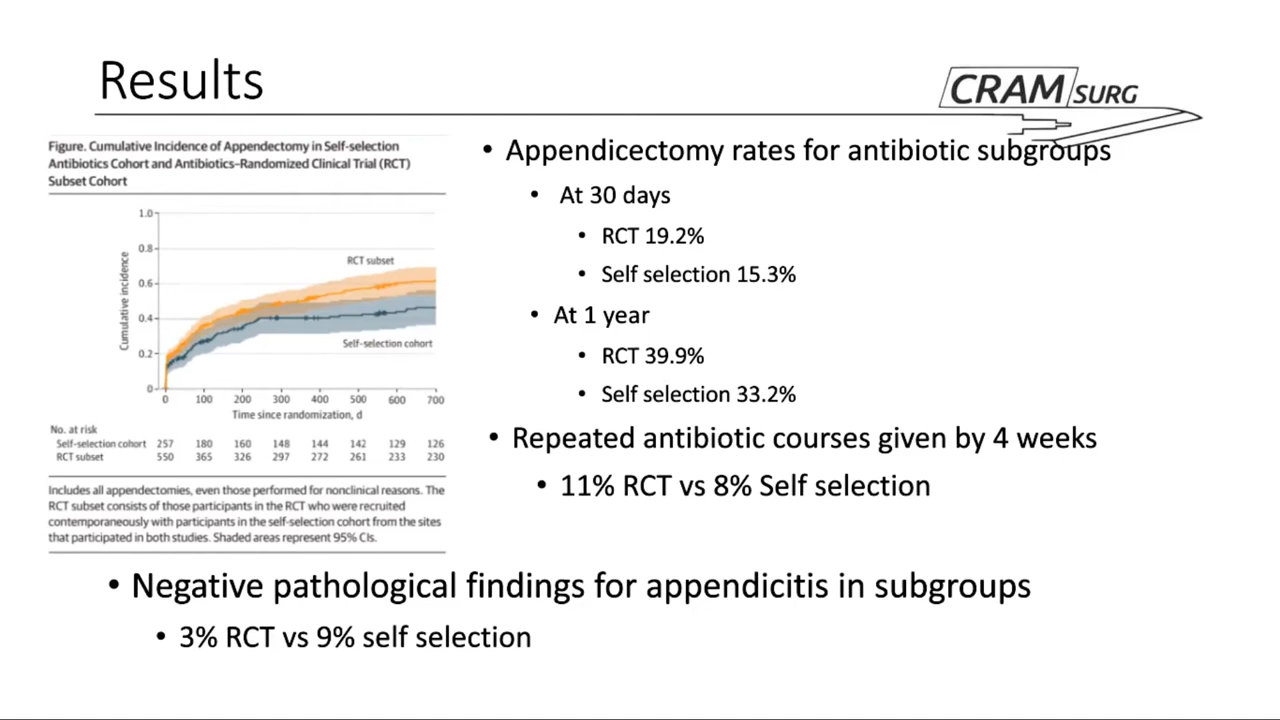 Results
CRAM SURG
Figure. Cumulative Incidence of Appendectomy in Self-selection
Antibiotics Cohort and Antibiotics–Randomized Clinical Trial (RCT)
Subset Cohort
1.0
0.8
0.6
0.4
0.2
0
Cumulative incidence
RCT subset
Self-selection cohort
0 100 200 300 400 500 600 700
Time since randomization, d
No. at risk
Self-selection cohort 257 180 160 148 144 142 129 126
RCT subset 550 365 326 297 272 261 233 230
Includes all appendectomies, even those performed for nonclinical reasons. The
RCT subset consists of those participants in the RCT who were recruited
contemporaneously with participants in the self-selection cohort from the sites
that participated in both studies. Shaded areas represent 95% CIs.
• Appendicectomy rates for antibiotic subgroups
• At 30 days
• RCT 19.2%
• Self selection 15.3%
• At 1 year
• RCT 39.9%
• Self selection 33.2%
• Repeated antibiotic courses given by 4 weeks
• 11% RCT vs 8% Self selection
• Negative pathological findings for appendicitis in subgroups
• 3% RCT vs 9% self selection